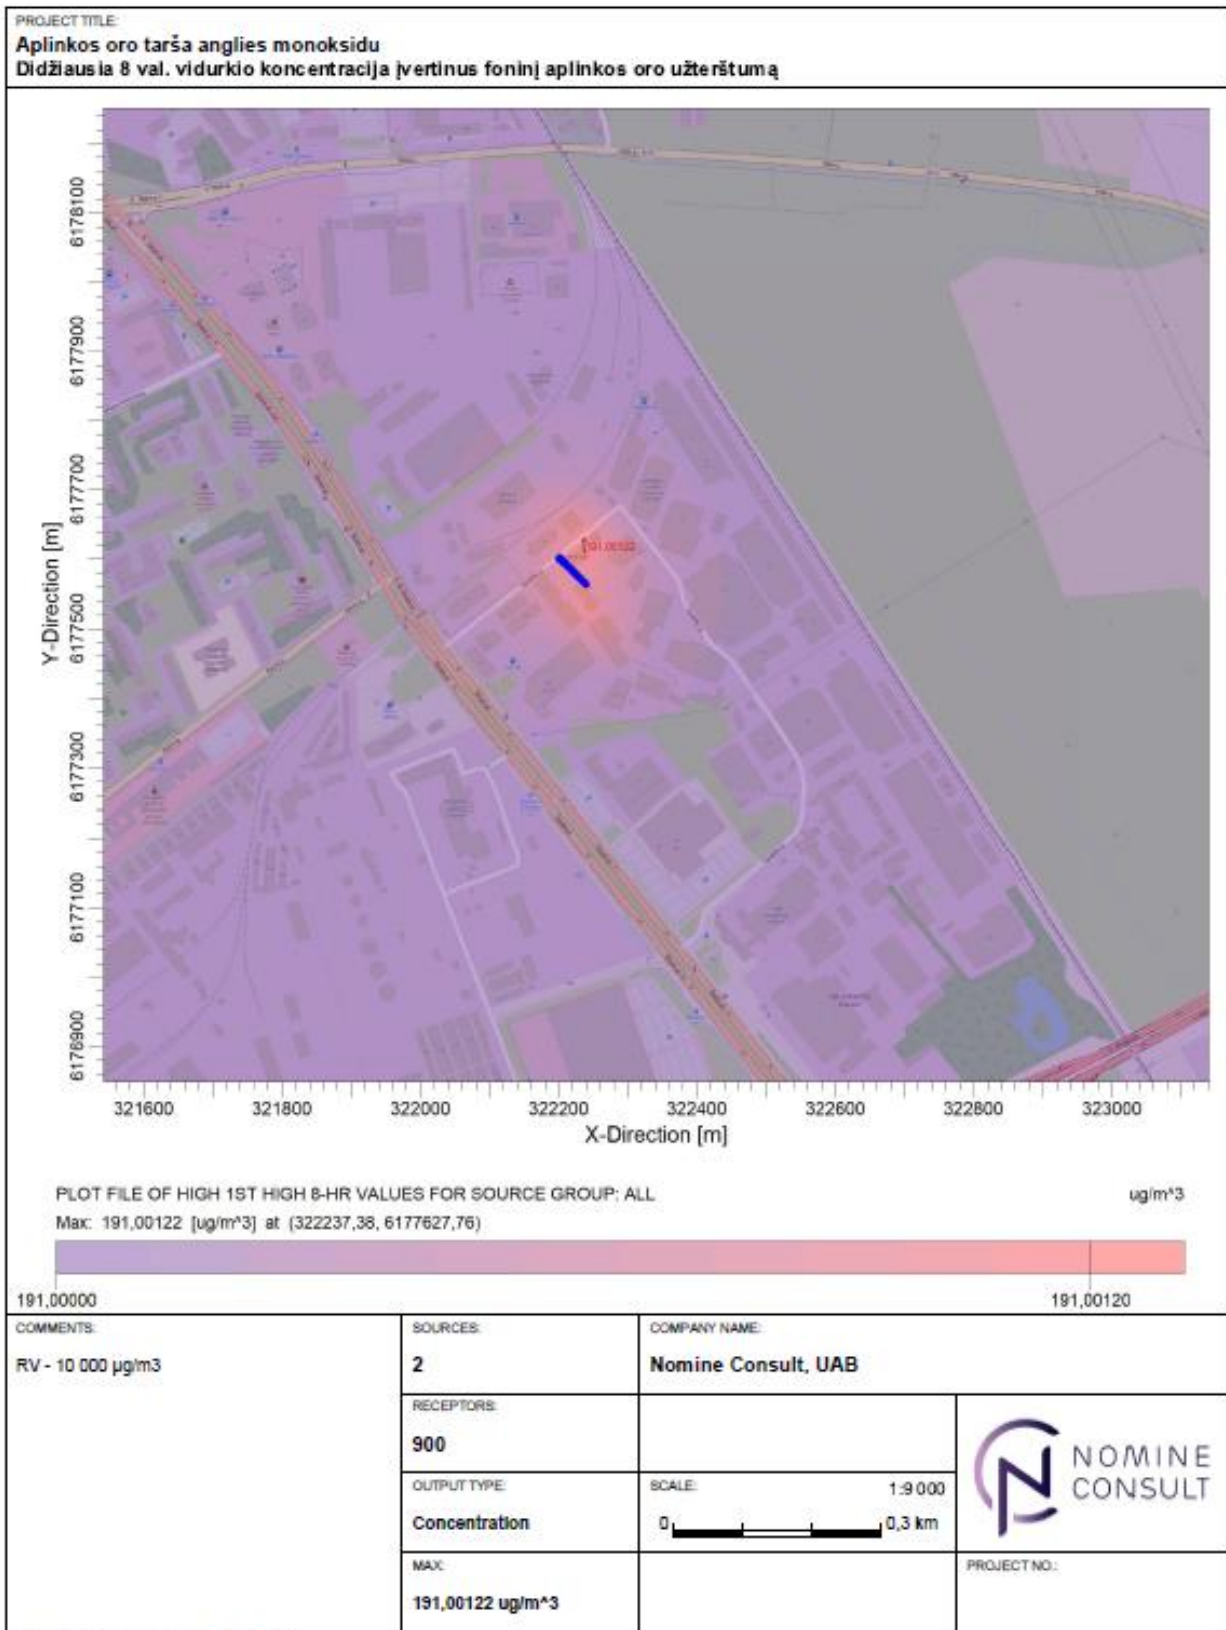 PROJECT TITLE:
Aplinkos oro tarša anglies monoksidu
Didžiausia 8 val. vidurkio koncentracija įvertinus foninį aplinkos oro užterštumą
6178100
6177900
6177700
6177500
6177300
6177100
6176900
Y-Direction [m]
191,00122
321600 321800 322000 322200 322400 322600 322800 323000
X-Direction [m]
PLOT FILE OF HIGH 1ST HIGH 8-HR VALUES FOR SOURCE GROUP: ALL ug/m^3
Max: 191,00122 [ug/m^3] at (322237,38, 6177627,76)
191,00000 191,00120
COMMENTS:
RV - 10 000 µg/m3
SOURCES:
2
COMPANY NAME:
Nomine Consult, UAB
RECEPTORS:
900
OUTPUT TYPE:
Concentration
SCALE: 1:9 000
0 0,3 km
NOMINE
CONSULT
MAX:
191,00122 ug/m^3
PROJECT NO.: